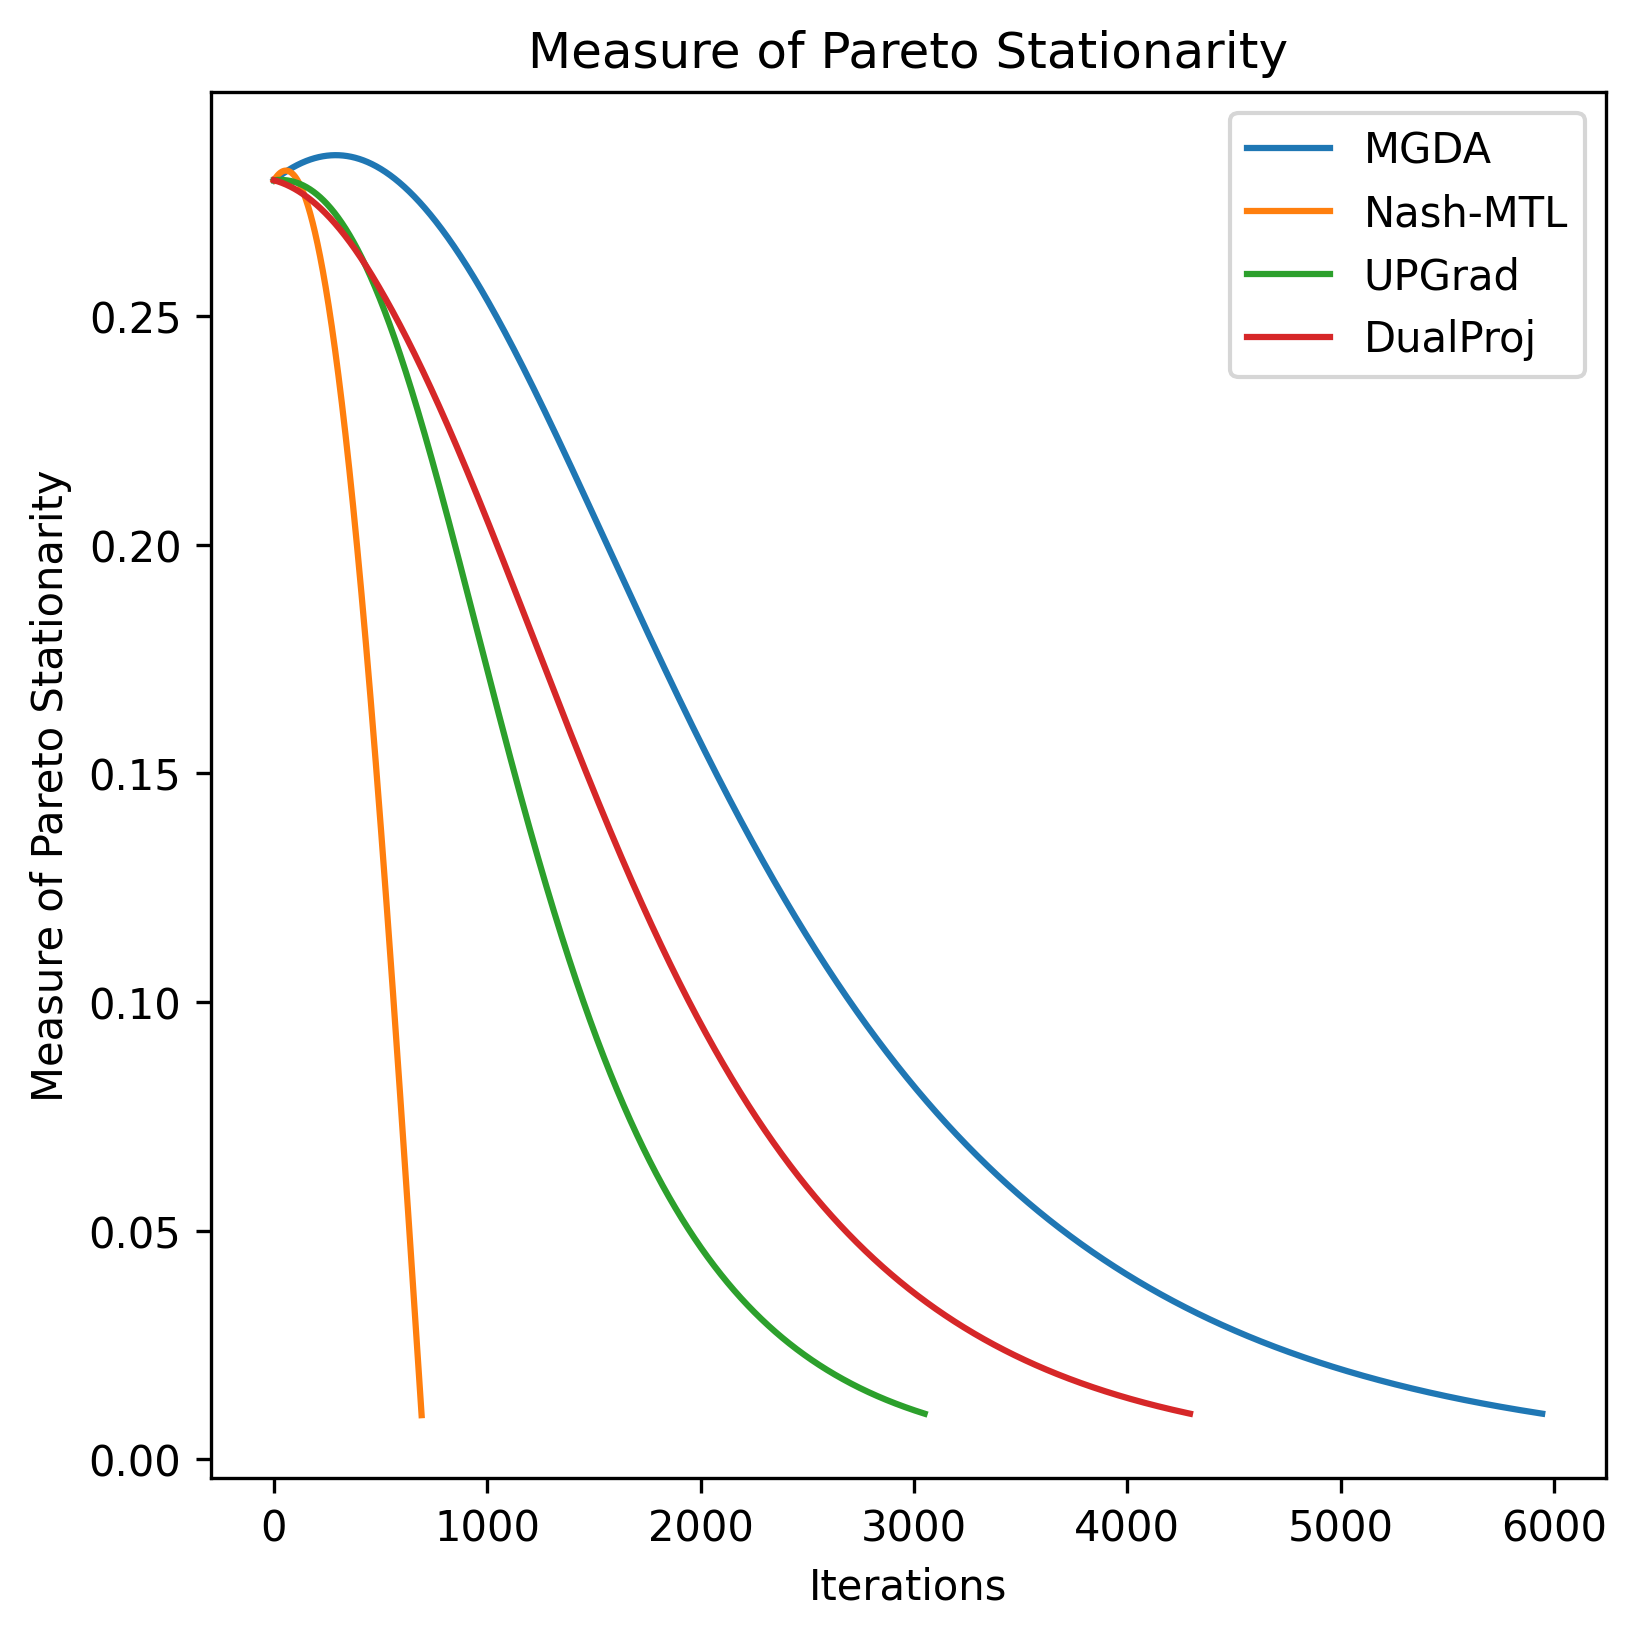 Measure of Pareto Stationarity
MGDA
Nash-MTL
UPGrad
DualProj
Measure of Pareto Stationarity
0.25
0.20
0.15
0.10
0.05
0.00
0 1000 2000 3000 4000 5000 6000
Iterations